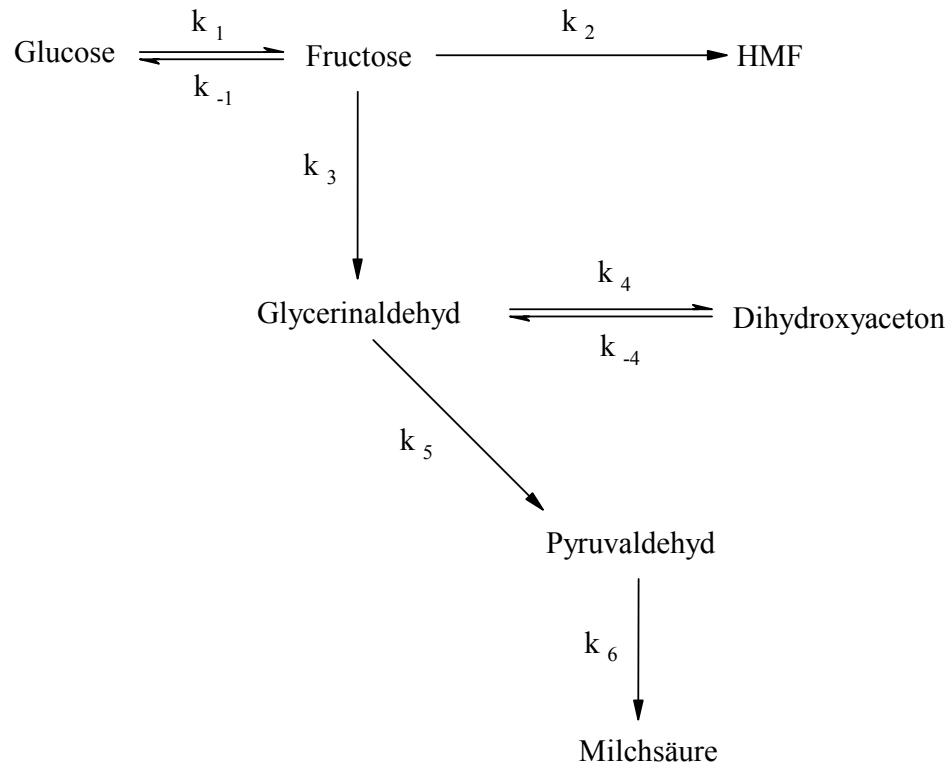 k 1
k 2
Glucose Fructose HMF
k -1
k 3
k 4
Glycerinaldehyd Dihydroxyaceton
k -4
k 5
Pyruvaldehyd
k 6
Milchsäure